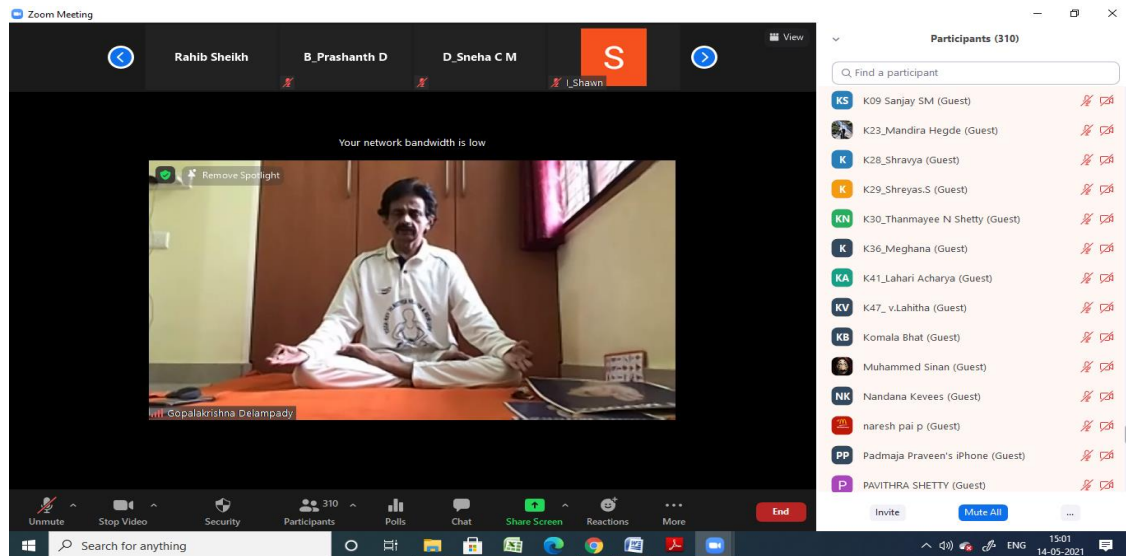 Zoom Meeting
Rahib Sheikh
B_Prashanth D
D_Sneha C M
S
I_Shawn
View
Your network bandwidth is low
Remove Spotlight
Gopalakrishna Delampady
Participants (310)
Find a participant
KS K09 Sanjay SM (Guest)
K23_Mandira Hegde (Guest)
K K28_Shravya (Guest)
K K29_Shreyas.S (Guest)
KN K30_Thanmayee N Shetty (Guest)
K K36_Meghana (Guest)
KA K41_Lahari Acharya (Guest)
KV K47_ v.Lahitha (Guest)
KB Komala Bhat (Guest)
Muhammed Sinan (Guest)
NK Nandana Kevees (Guest)
naresh pai p (Guest)
PP Padmaja Praveen's iPhone (Guest)
P PAVITHRA SHETTY (Guest)
Invite Mute All ...
Unmute Stop Video Security Participants 310 Polls Chat Share Screen Reactions More End
Search for anything
ENG
15:01
14-05-2021